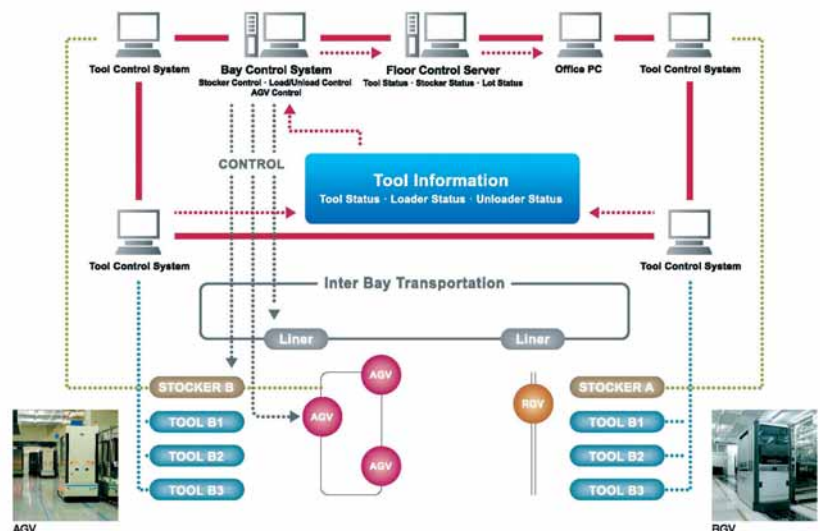 Tool Control System
Bay Control System
Stocker Control · Load/Unload Control
AGV Control
Floor Control Server
Tool Status · Stocker Status · Lot Status
Office PC
Tool Control System
CONTROL
Tool Information
Tool Status · Loader Status · Unloader Status
Tool Control System
Tool Control System
Inter Bay Transportation
Liner
Liner
STOCKER B
TOOL B1
TOOL B2
TOOL B3
AGV
AGV
AGV
RGV
STOCKER A
TOOL B1
TOOL B2
TOOL B3
AGV
RGV